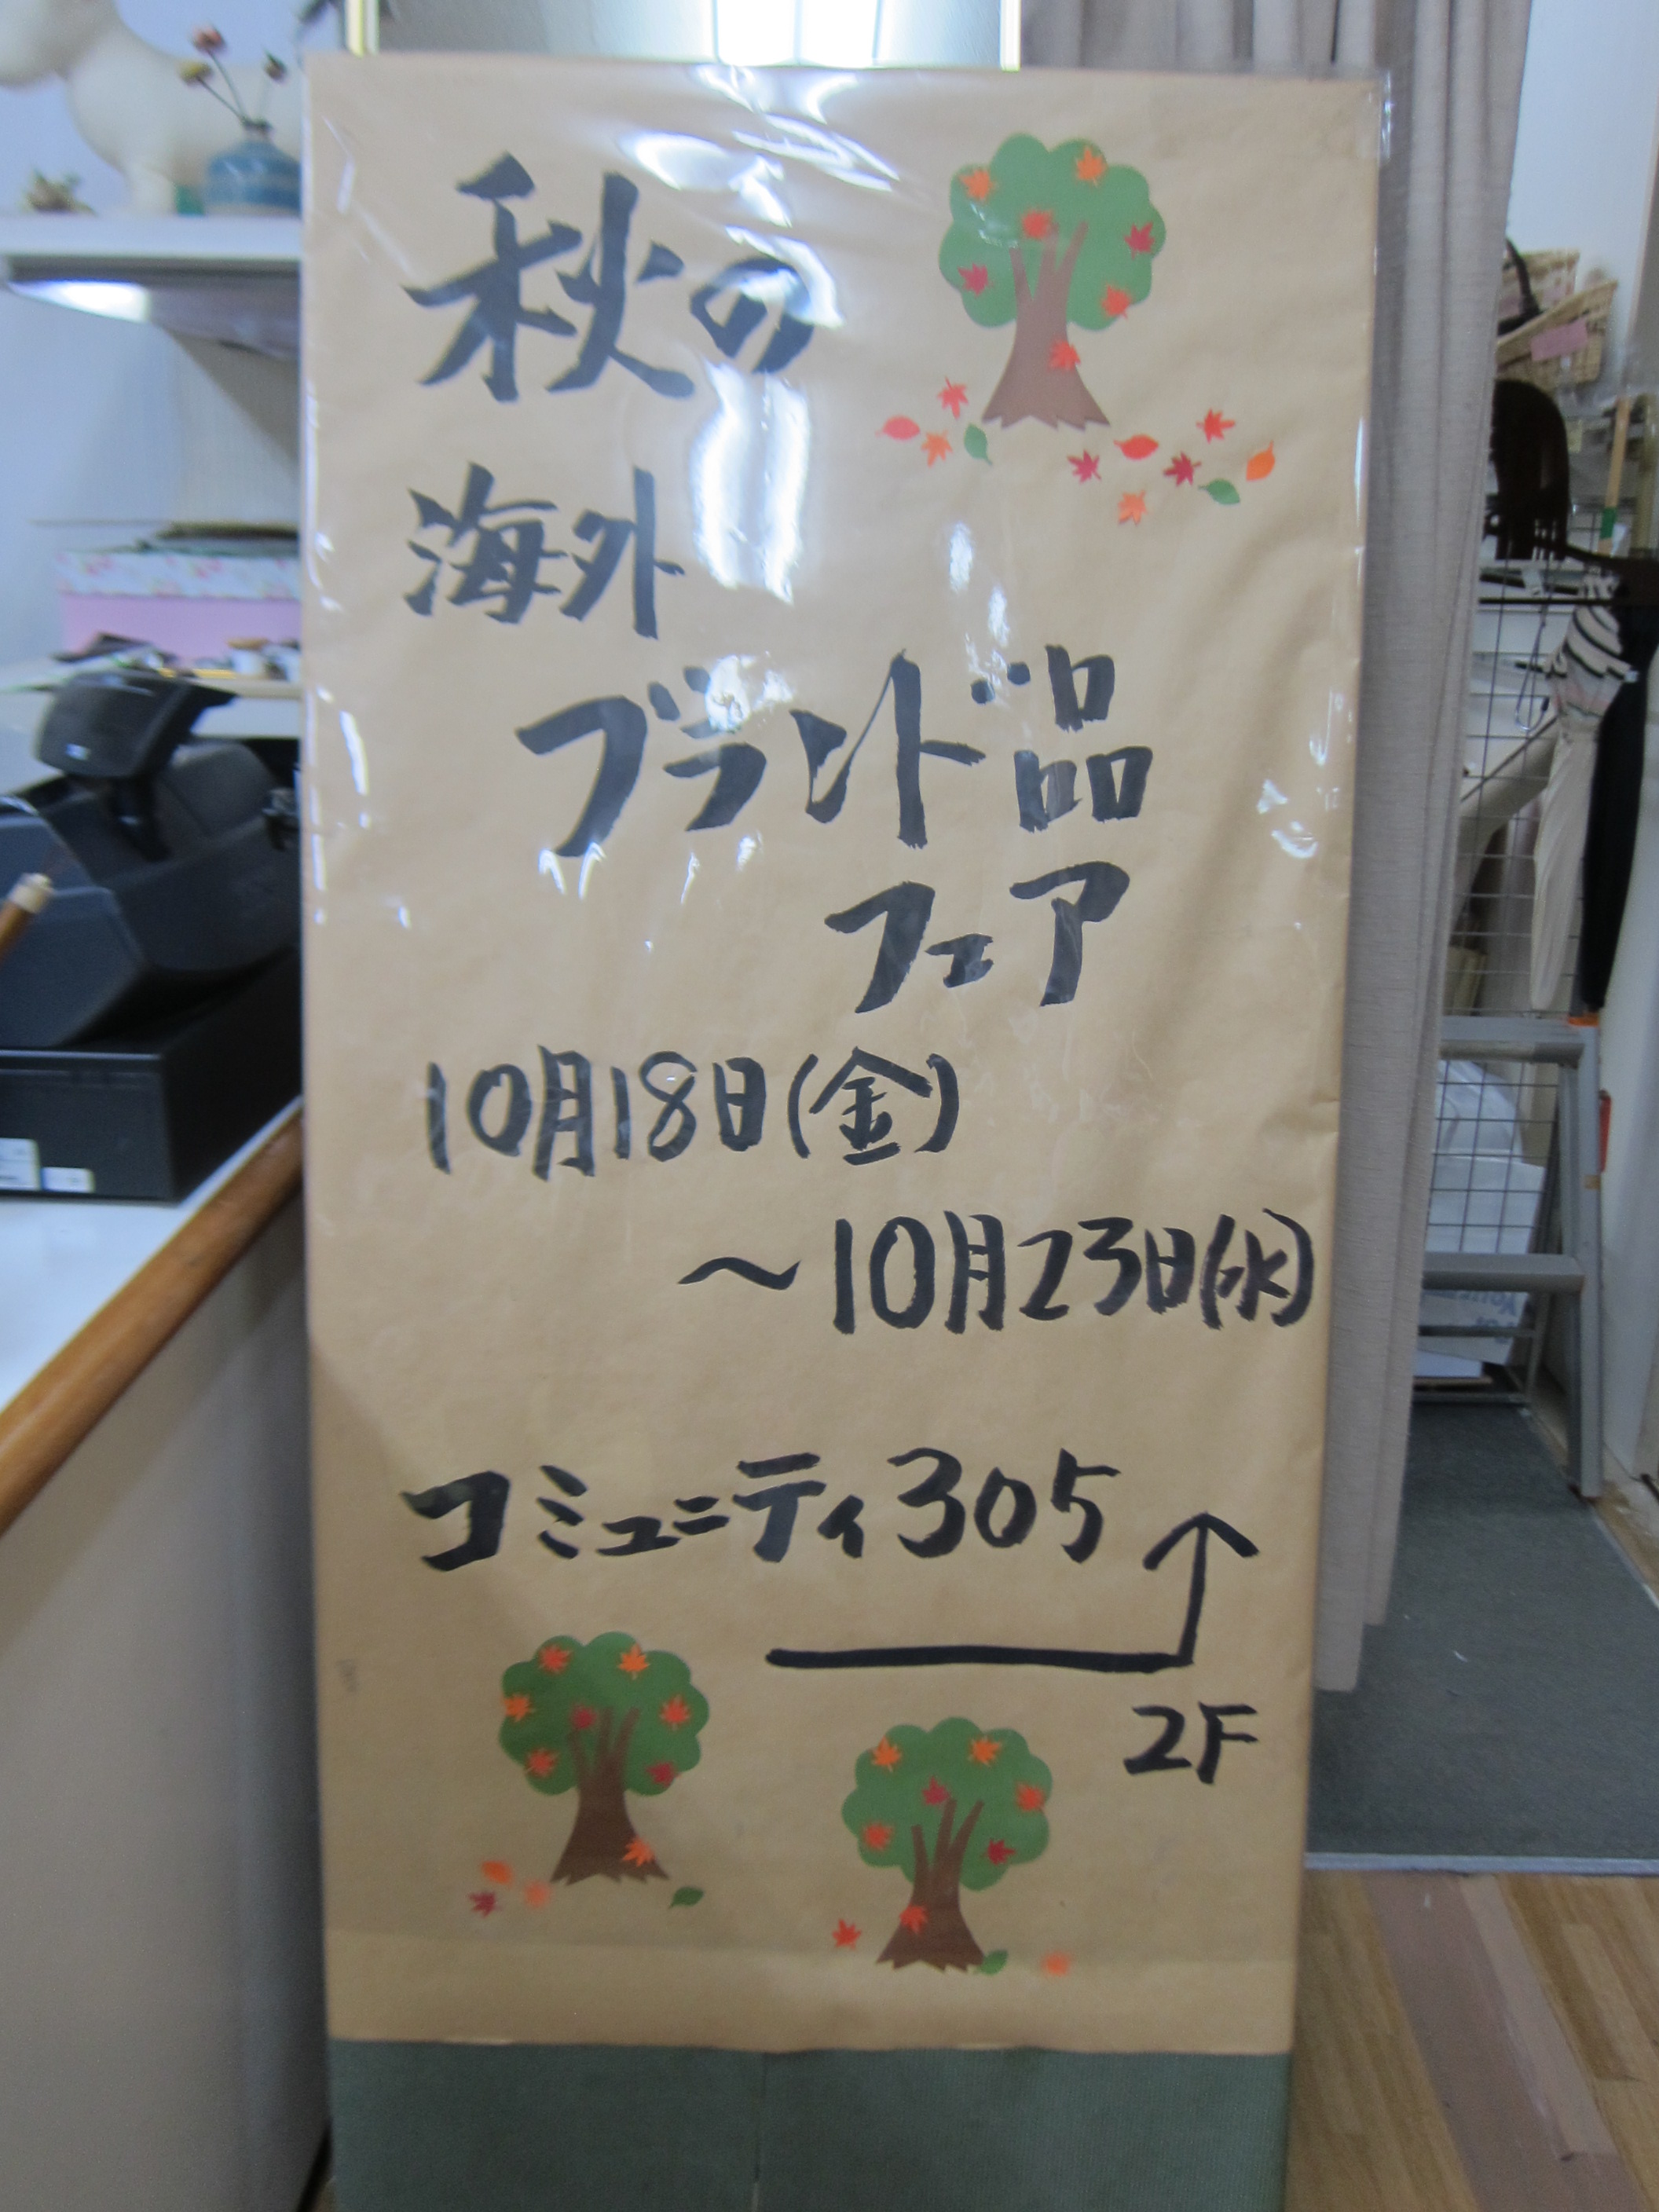 秋の
海外
ブランド品
フェア
10月18日(金)
～10月23日(水)
コミュニティ305
2F